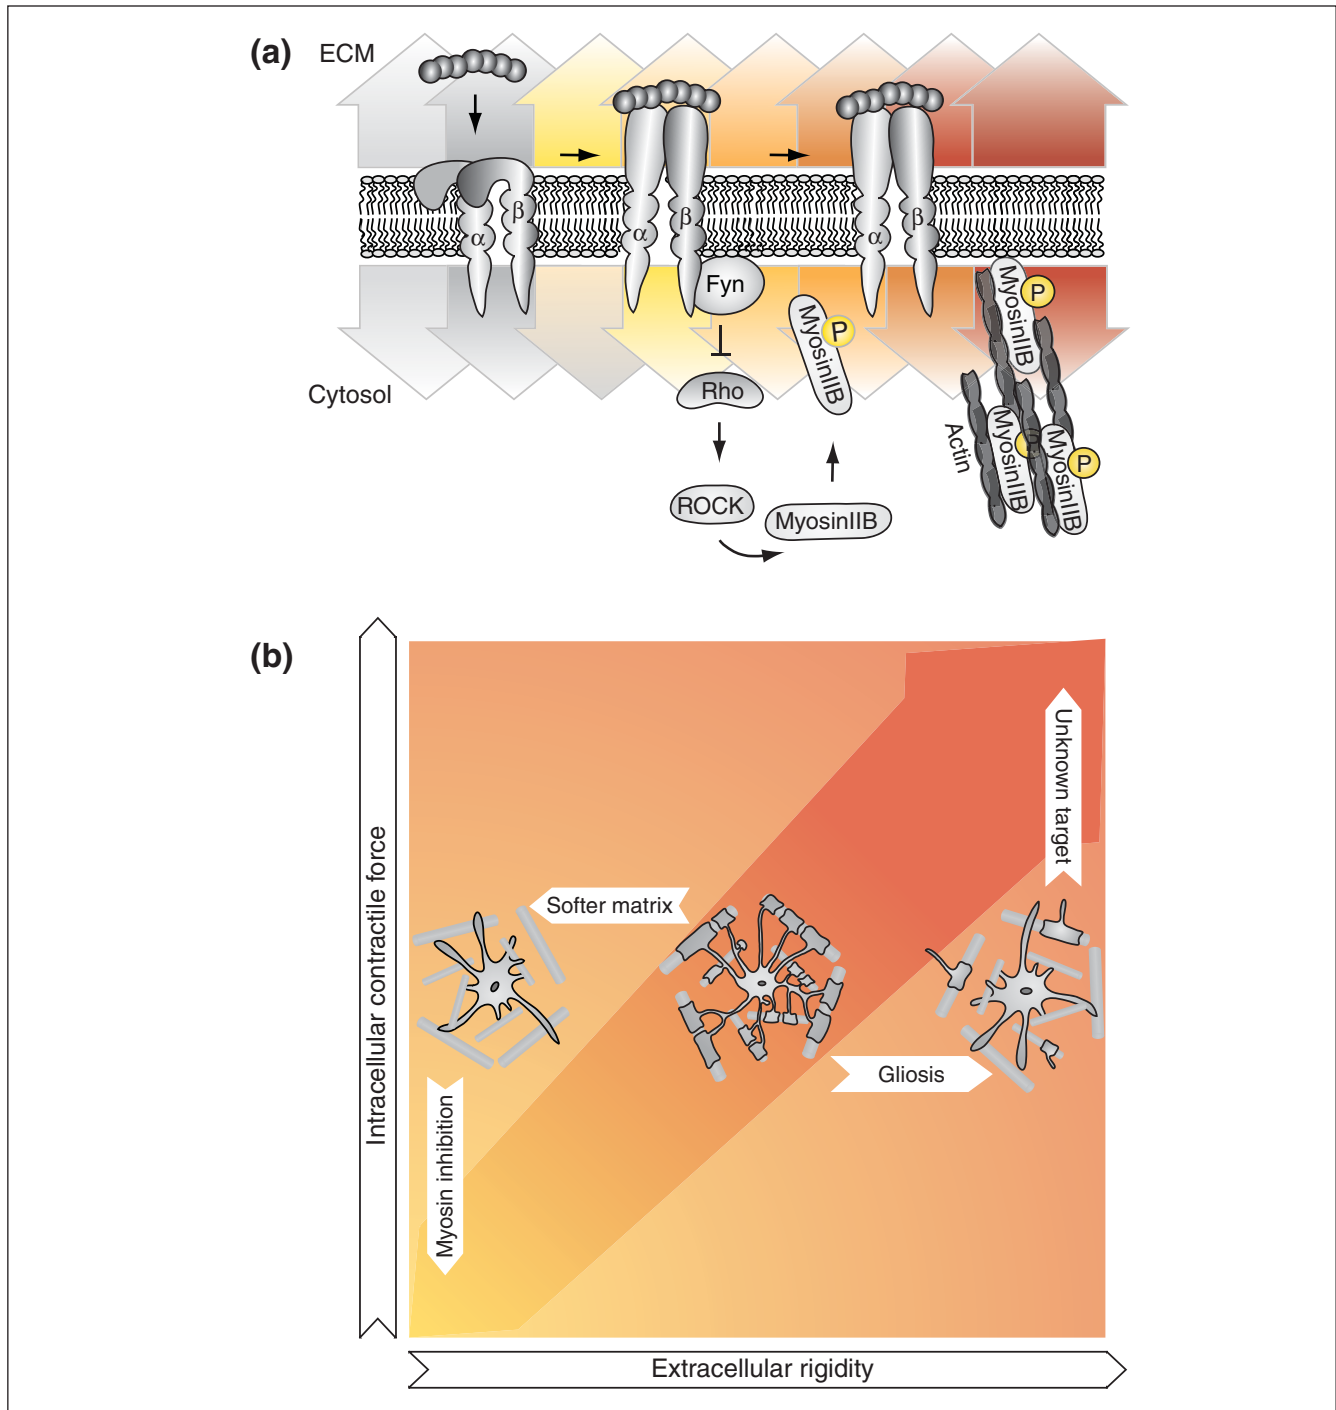 (a)
ECM
α
β
α
β
α
β
Fyn
Rho
ROCK
MyosinIIB
MyosinIIB
P
MyosinIIB
P
MyosinIIB
MyosinIIB
P
Actin
Cytosol
(b)
Intracellular contractile force
Unknown target
Softer matrix
Gliosis
Myosin inhibition
Extracellular rigidity